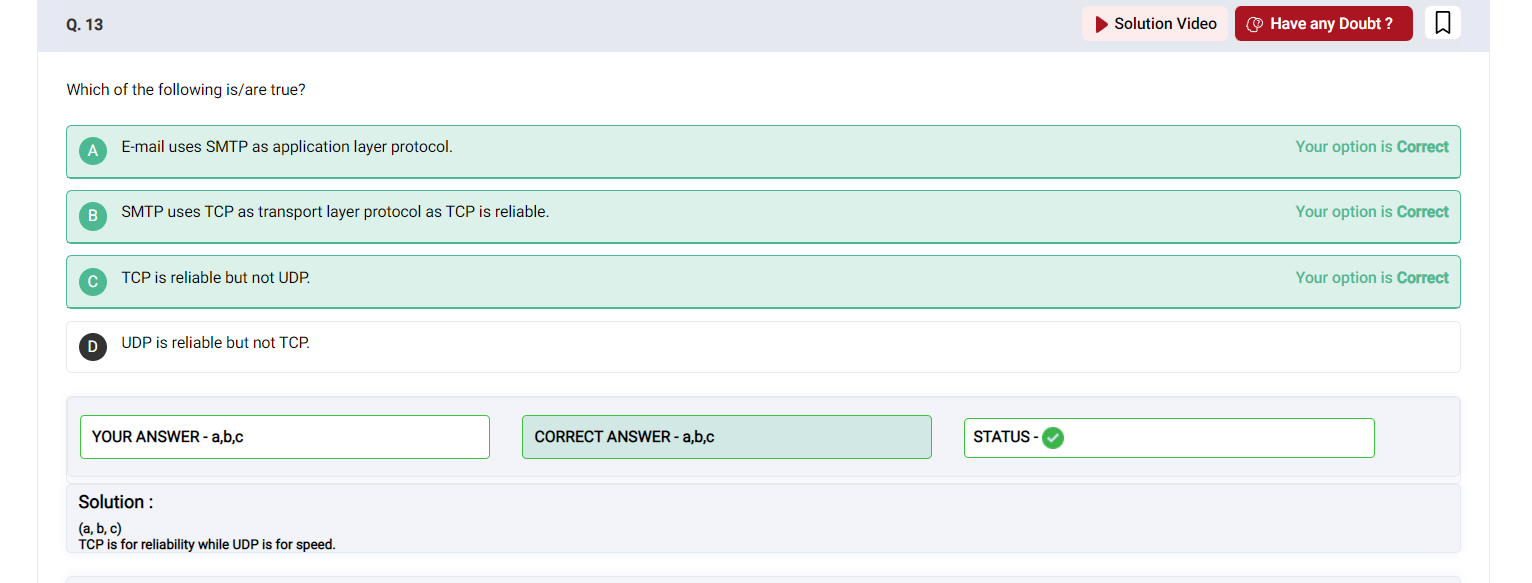 Q. 13
Solution Video
Have any Doubt ?
Which of the following is/are true?
A
E-mail uses SMTP as application layer protocol.
Your option is Correct
B
SMTP uses TCP as transport layer protocol as TCP is reliable.
Your option is Correct
C
TCP is reliable but not UDP.
Your option is Correct
D
UDP is reliable but not TCP.
YOUR ANSWER - a,b,c
CORRECT ANSWER - a,b,c
STATUS -
Solution :
(a, b, c)
TCP is for reliability while UDP is for speed.